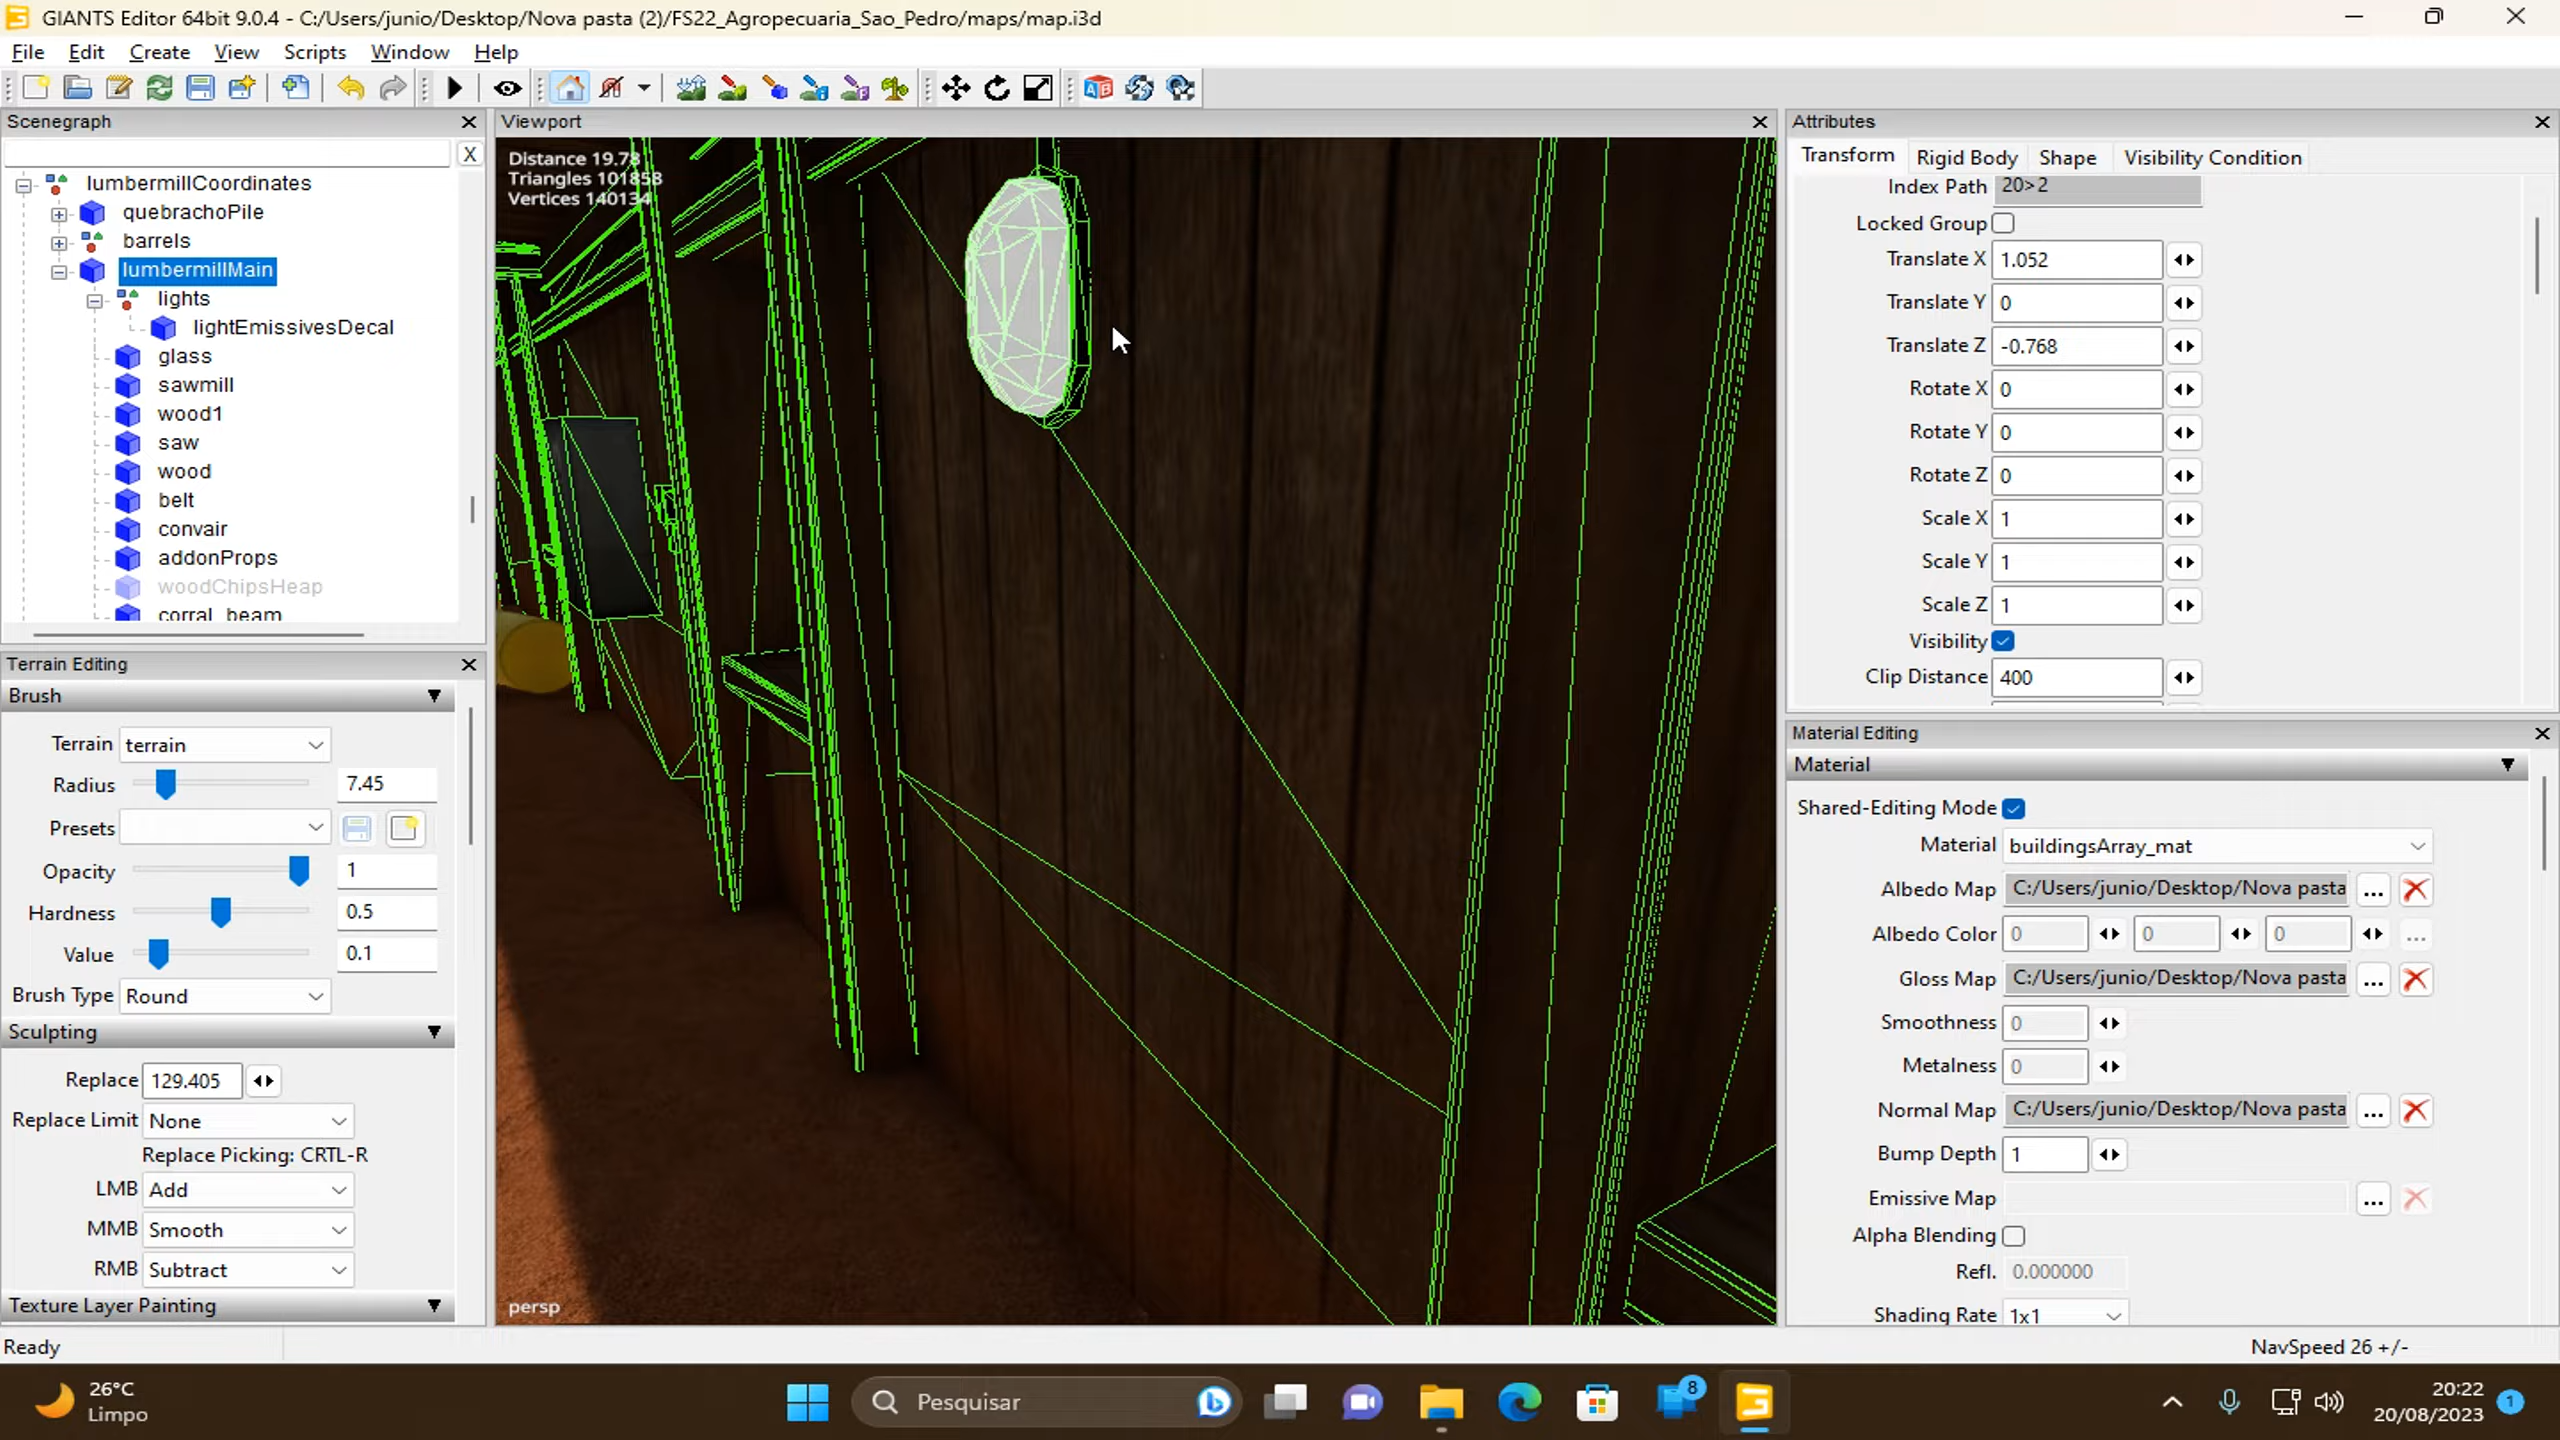 GIANTS Editor 64bit 9.0.4 - C:/Users/junio/Desktop/Nova pasta (2)/FS22_Agropecuaria_Sao_Pedro/maps/map.i3d
File Edit Create View Scripts Window Help
Scenegraph
X
lumbermillCoordinates
quebrachoPile
barrels
lumbermillMain
lights
lightEmissivesDecal
glass
sawmill
wood1
saw
wood
belt
convair
addonProps
woodChipsHeap
corral_beam
Terrain Editing
Brush
Terrain terrain
Radius 7.45
Presets
Opacity 1
Hardness 0.5
Value 0.1
Brush Type Round
Sculpting
Replace 129.405
Replace Limit None
Replace Picking: CRTL-R
LMB Add
MMB Smooth
RMB Subtract
Texture Layer Painting
Viewport
Distance 19.78
Triangles 101858
Vertices 140134
persp
Attributes
Transform Rigid Body Shape Visibility Condition
Index Path 20>2
Locked Group
Translate X 1.052
Translate Y 0
Translate Z -0.768
Rotate X 0
Rotate Y 0
Rotate Z 0
Scale X 1
Scale Y 1
Scale Z 1
Visibility
Clip Distance 400
Material Editing
Material
Shared-Editing Mode
Material buildingsArray_mat
Albedo Map C:/Users/junio/Desktop/Nova pasta ...
Albedo Color 0 0 0 ...
Gloss Map C:/Users/junio/Desktop/Nova pasta ...
Smoothness 0
Metalness 0
Normal Map C:/Users/junio/Desktop/Nova pasta ...
Bump Depth 1
Emissive Map ...
Alpha Blending
Refl. 0.000000
Shading Rate 1x1
Ready
NavSpeed 26 +/-
26°C
Limpo
Pesquisar
8
20:22
20/08/2023
1